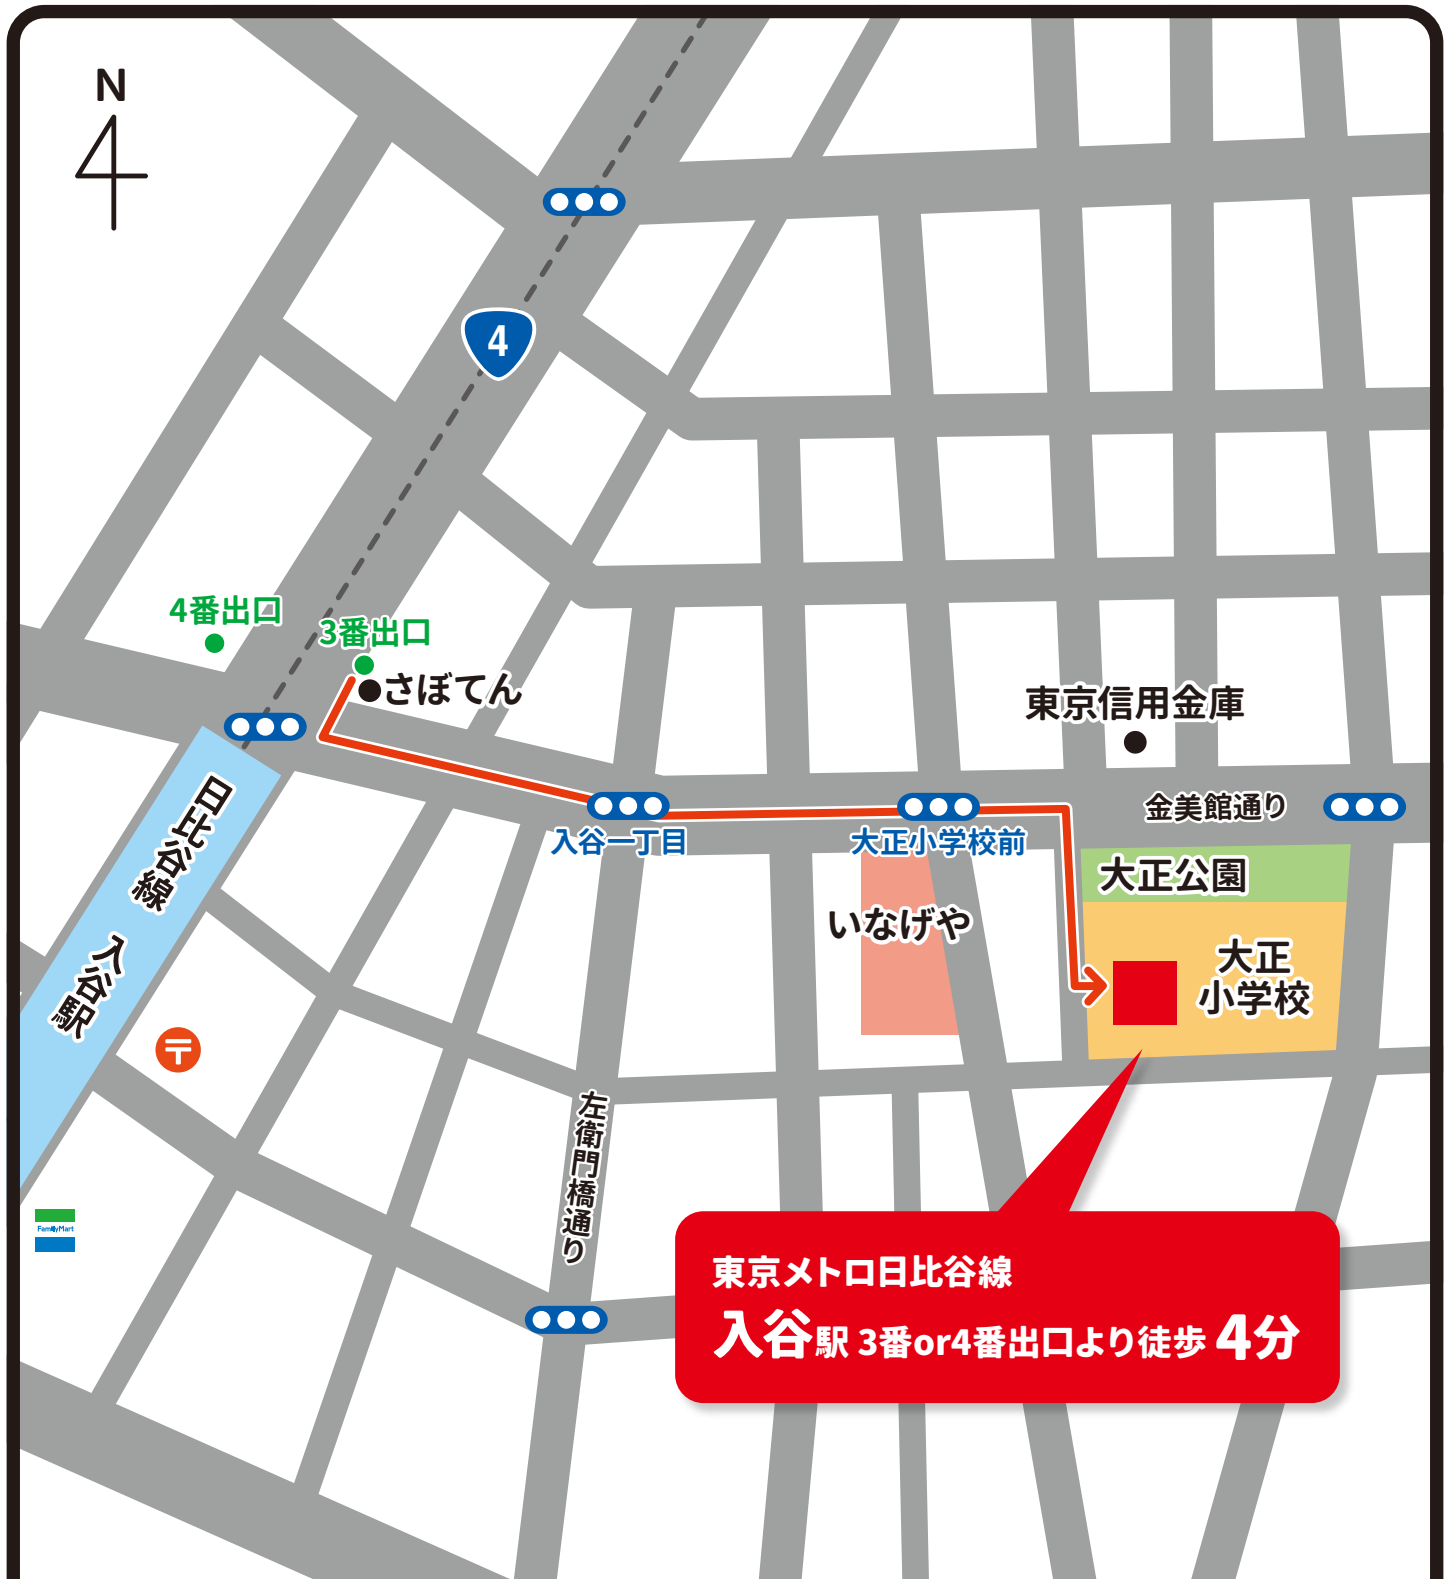 N
4
4番出口
3番出口
さぼてん
東京信用金庫
金美館通り
入谷一丁目
大正小学校前
日比谷線 入谷駅
大正公園
いなげや
大正
小学校
〒
左衛門橋通り
FamilyMart
東京メトロ日比谷線
入谷駅 3番or4番出口より徒歩 4分